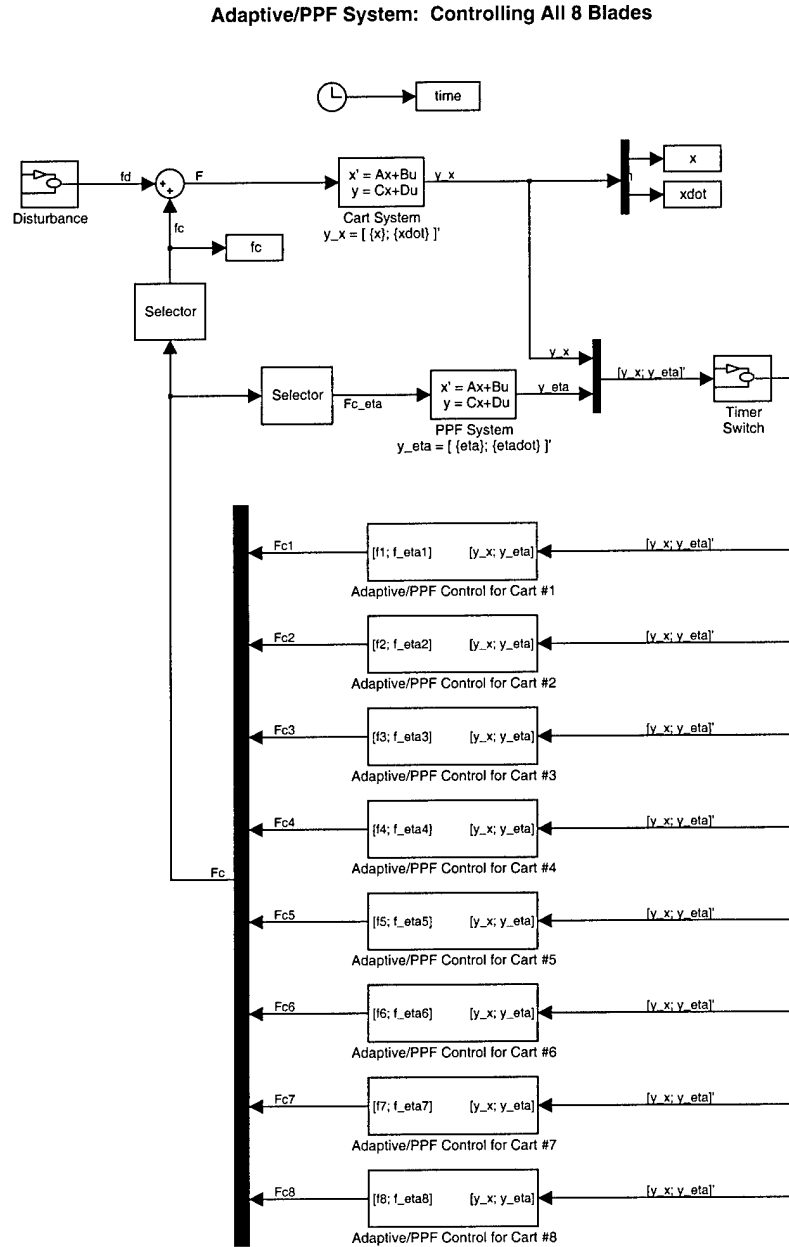 Adaptive/PPF System: Controlling All 8 Blades
time
fd
F
x' = Ax+Bu
y = Cx+Du
y_x
x
xdot
Disturbance
Cart System
y_x = [ {x}; {xdot} ]'
fc
fc
Selector
y_x
[y_x; y_eta]'
Selector
Fc_eta
x' = Ax+Bu
y = Cx+Du
y_eta
Timer
Switch
PPF System
y_eta = [ {eta}; {etadot} ]'
Fc1
[f1; f_eta1]
[y_x; y_eta]
[y_x; y_eta]'
Adaptive/PPF Control for Cart #1
Fc2
[f2; f_eta2]
[y_x; y_eta]
[y_x; y_eta]'
Adaptive/PPF Control for Cart #2
Fc3
[f3; f_eta3]
[y_x; y_eta]
[y_x; y_eta]'
Adaptive/PPF Control for Cart #3
Fc4
[f4; f_eta4]
[y_x; y_eta]
[y_x; y_eta]'
Adaptive/PPF Control for Cart #4
Fc
Fc5
[f5; f_eta5]
[y_x; y_eta]
[y_x; y_eta]'
Adaptive/PPF Control for Cart #5
Fc6
[f6; f_eta6]
[y_x; y_eta]
[y_x; y_eta]'
Adaptive/PPF Control for Cart #6
Fc7
[f7; f_eta7]
[y_x; y_eta]
[y_x; y_eta]'
Adaptive/PPF Control for Cart #7
Fc8
[f8; f_eta8]
[y_x; y_eta]
[y_x; y_eta]'
Adaptive/PPF Control for Cart #8